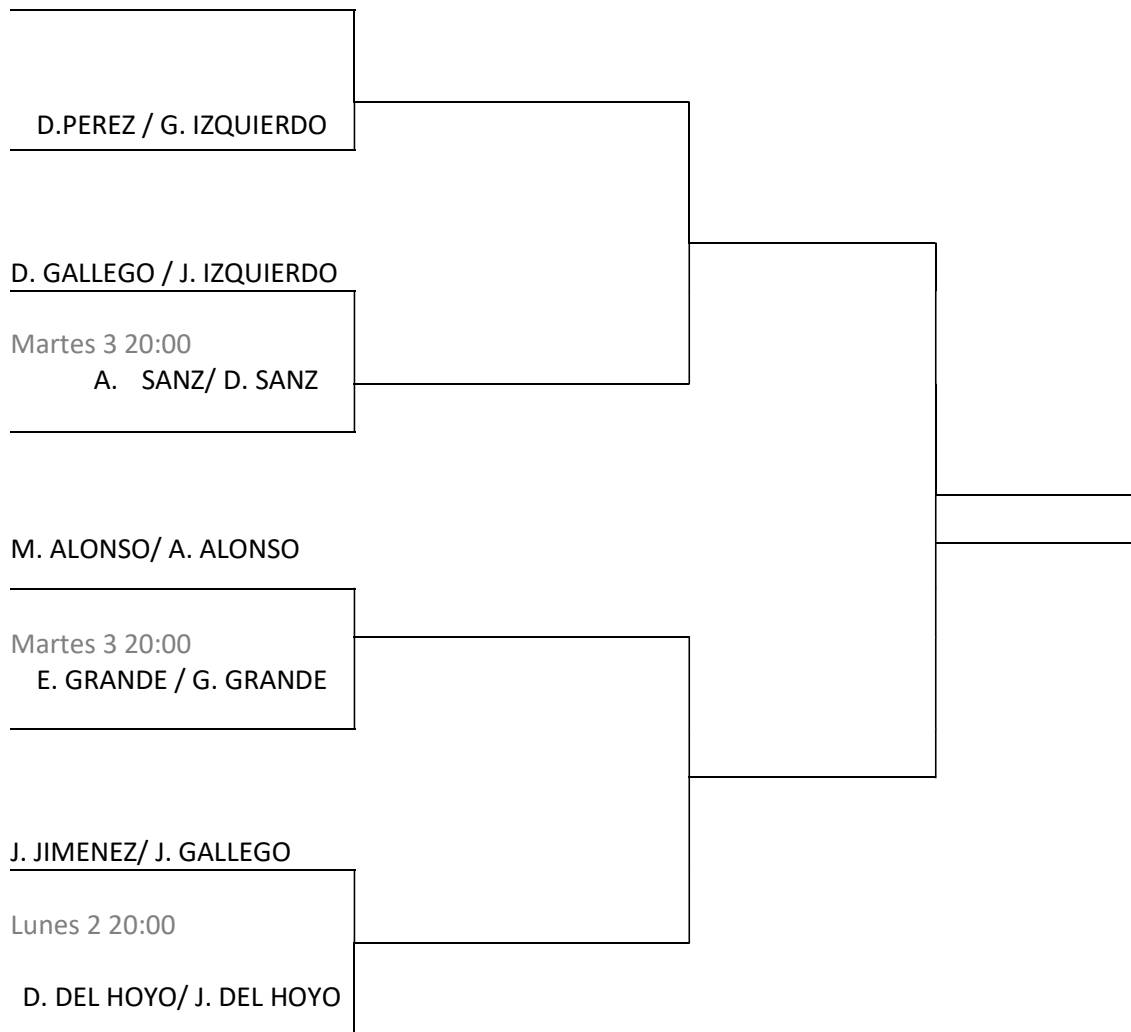 D.PEREZ / G. IZQUIERDO
D. GALLEGO / J. IZQUIERDO
Martes 3 20:00
A. SANZ/ D. SANZ
M. ALONSO/ A. ALONSO
Martes 3 20:00
E. GRANDE / G. GRANDE
J. JIMENEZ/ J. GALLEGO
Lunes 2 20:00
D. DEL HOYO/ J. DEL HOYO